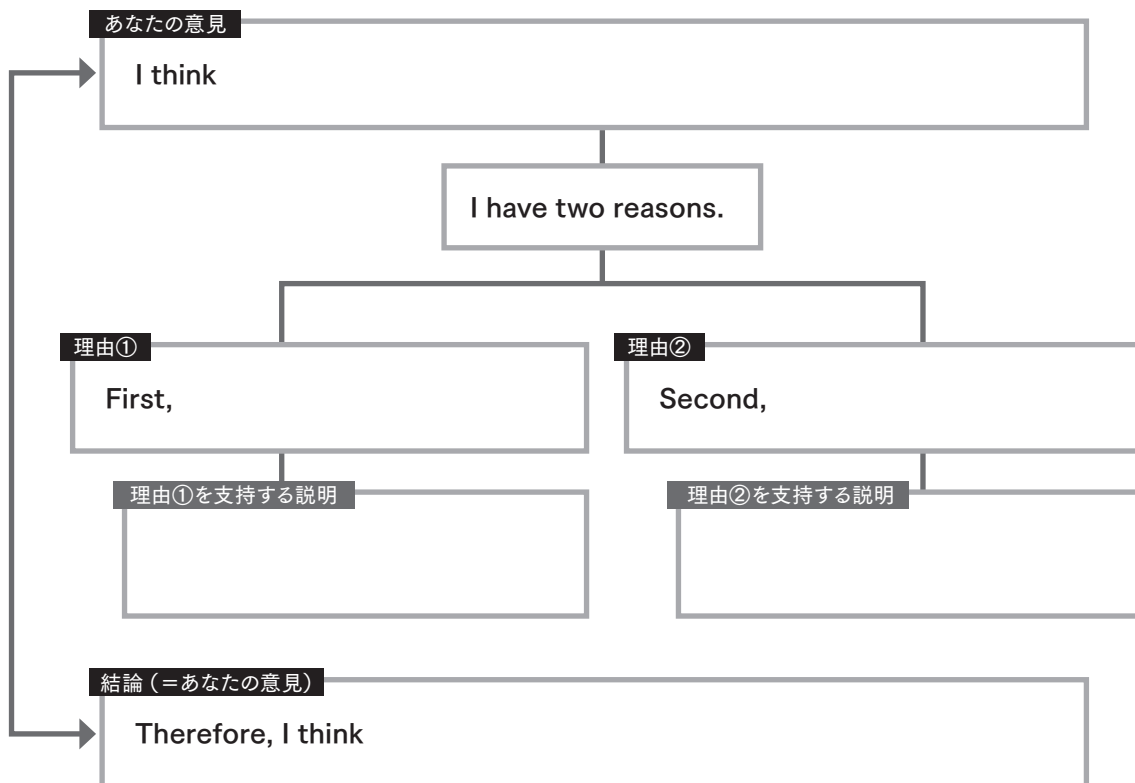 あなたの意見
I think
I have two reasons.
理由①
First,
理由①を支持する説明
理由②
Second,
理由②を支持する説明
結論（＝あなたの意見）
Therefore, I think